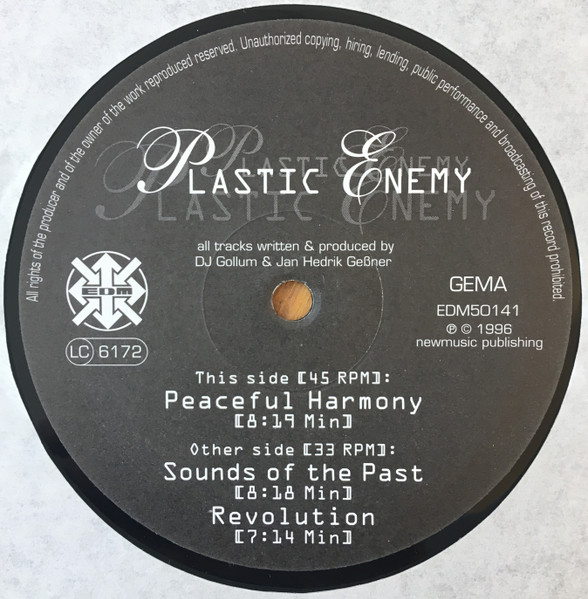 All rights of the producer and of the owner of the work reproduced reserved. Unauthorized copying, hiring, lending, public performance and broadcasting of this record prohibited.
PLASTIC ENEMY
PLASTIC ENEMY
PLASTIC ENEMY
all tracks written & produced by
DJ Gollum & Jan Hedrik Geßner
EDM
LC 6172
GEMA
EDM50141
℗ © 1996
newmusic publishing
This side [45 RPM]:
Peaceful Harmony
[8:19 Min]
Other side [33 RPM]:
Sounds of the Past
[8:18 Min]
Revolution
[7:14 Min]